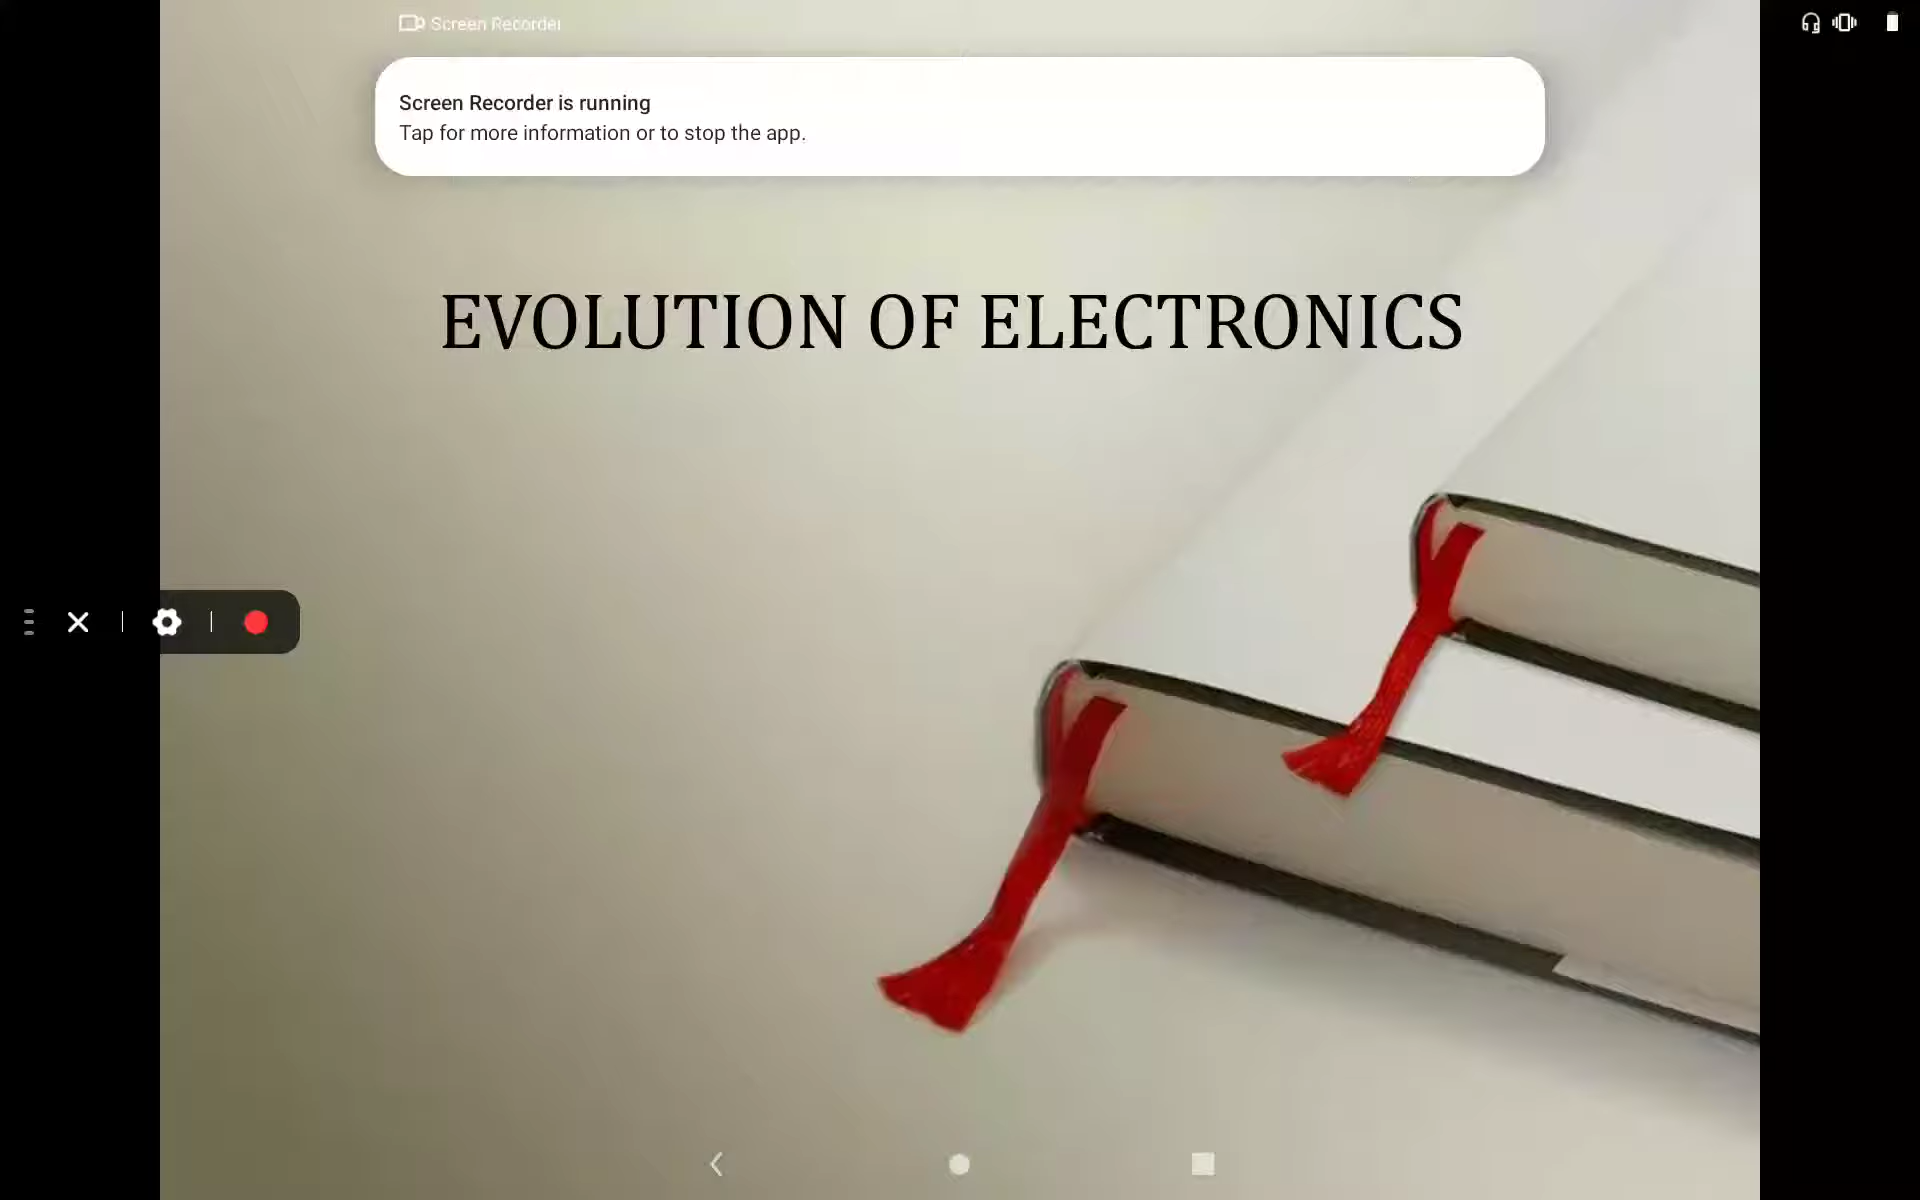 Screen Recorder
Screen Recorder is running
Tap for more information or to stop the app.
EVOLUTION OF ELECTRONICS